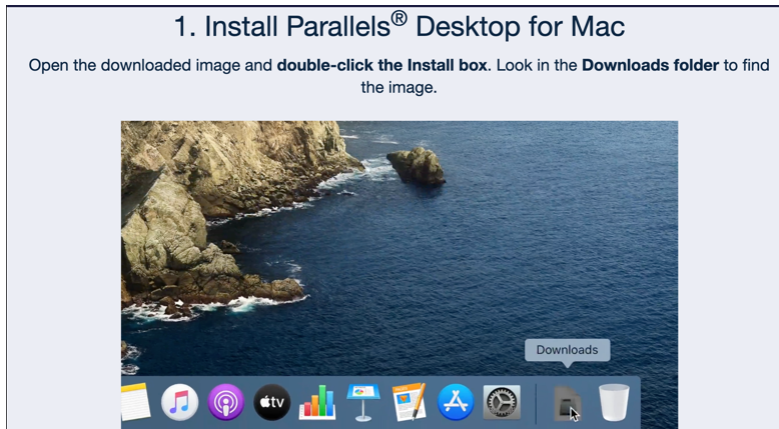 1. Install Parallels® Desktop for Mac
Open the downloaded image and double-click the Install box. Look in the Downloads folder to find
the image.
Downloads
tv